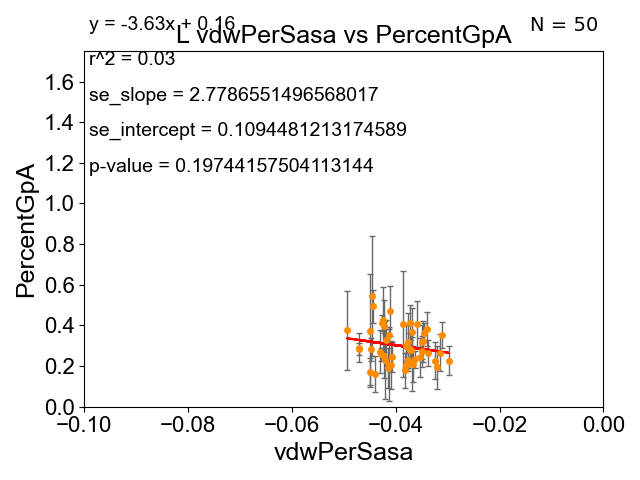 y = -3.63x + 0.16
N = 50
L vdwPerSasa vs PercentGpA
r^2 = 0.03
se_slope = 2.7786551496568017
se_intercept = 0.1094481213174589
p-value = 0.19744157504113144
PercentGpA
1.6
1.4
1.2
1.0
0.8
0.6
0.4
0.2
0.0
−0.10
−0.08
−0.06
−0.04
−0.02
0.00
vdwPerSasa